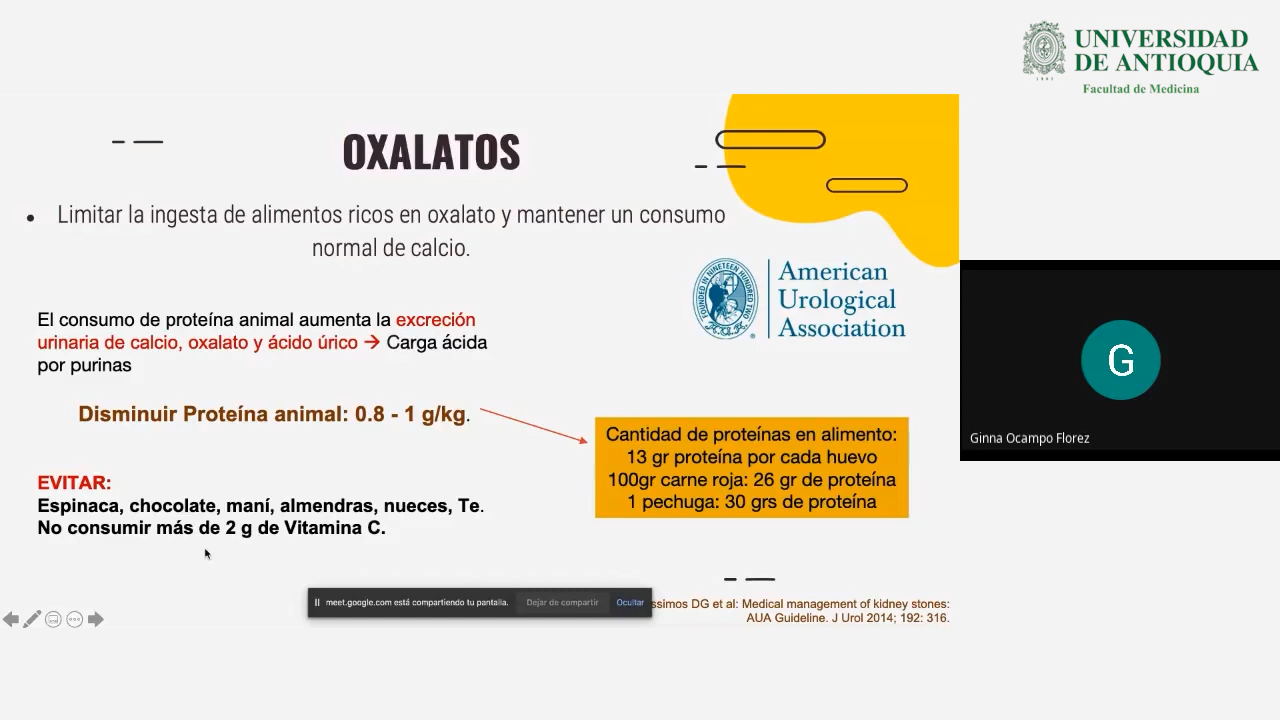 UNIVERSIDAD
DE ANTIOQUIA
1803
Facultad de Medicina
OXALATOS
• Limitar la ingesta de alimentos ricos en oxalato y mantener un consumo
normal de calcio.
American
Urological
Association
El consumo de proteína animal aumenta la excreción
urinaria de calcio, oxalato y ácido úrico → Carga ácida
por purinas
Disminuir Proteína animal: 0.8 - 1 g/kg.
Cantidad de proteínas en alimento:
13 gr proteína por cada huevo
100gr carne roja: 26 gr de proteína
1 pechuga: 30 grs de proteína
EVITAR:
Espinaca, chocolate, maní, almendras, nueces, Te.
No consumir más de 2 g de Vitamina C.
G
Ginna Ocampo Florez
meet.google.com está compartiendo tu pantalla.
Dejar de compartir
Ocultar
ssimos DG et al: Medical management of kidney stones:
AUA Guideline. J Urol 2014; 192: 316.